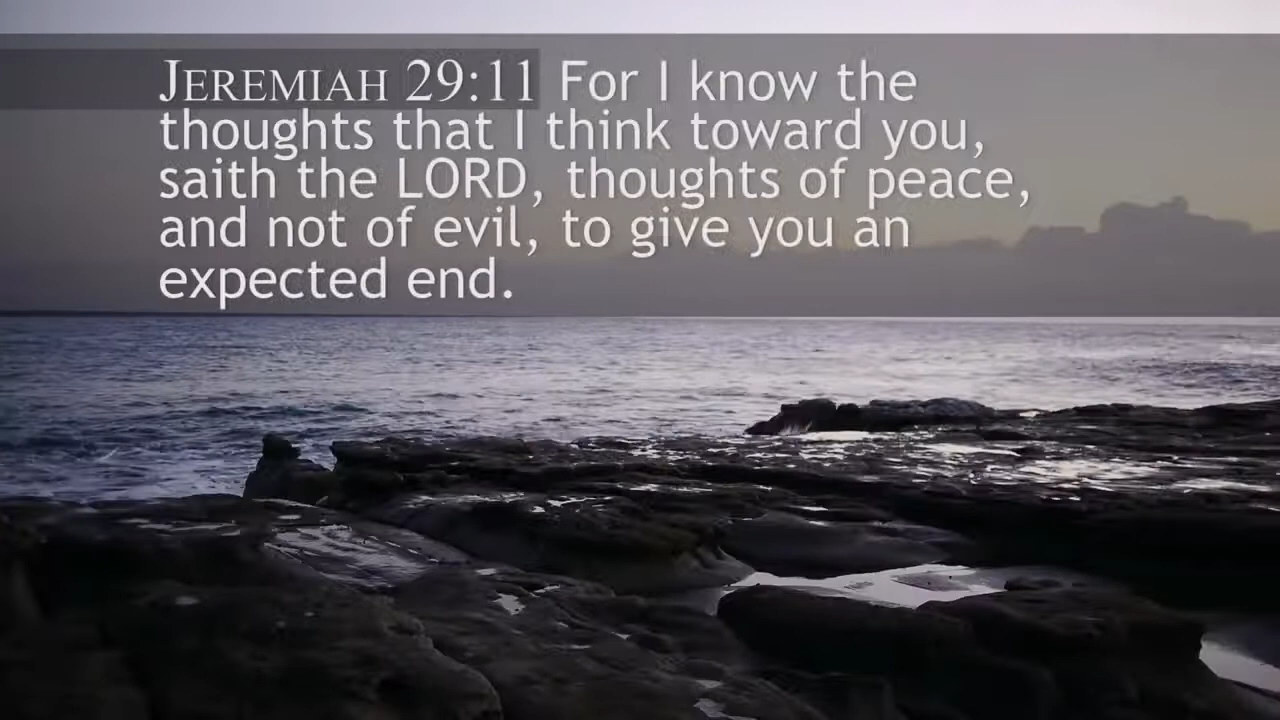 JEREMIAH 29:11 For I know the
thoughts that I think toward you,
saith the LORD, thoughts of peace,
and not of evil, to give you an
expected end.